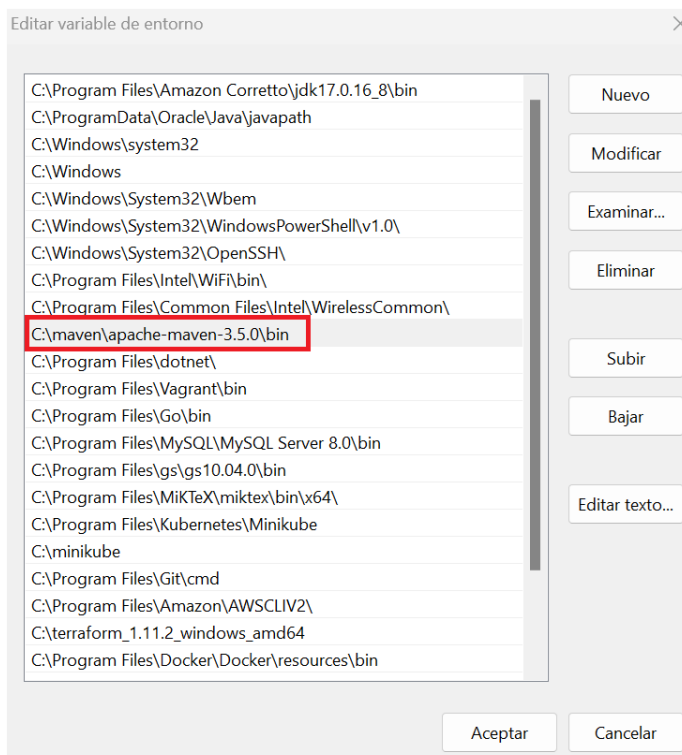 Editar variable de entorno
C:\Program Files\Amazon Corretto\jdk17.0.16_8\bin
C:\ProgramData\Oracle\Java\javapath
C:\Windows\system32
C:\Windows
C:\Windows\System32\Wbem
C:\Windows\System32\WindowsPowerShell\v1.0\
C:\Windows\System32\OpenSSH\
C:\Program Files\Intel\WiFi\bin\
C:\Program Files\Common Files\Intel\WirelessCommon\
C:\maven\apache-maven-3.5.0\bin
C:\Program Files\dotnet\
C:\Program Files\Vagrant\bin
C:\Program Files\Go\bin
C:\Program Files\MySQL\MySQL Server 8.0\bin
C:\Program Files\gs\gs10.04.0\bin
C:\Program Files\MiKTeX\miktex\bin\x64\
C:\Program Files\Kubernetes\Minikube
C:\minikube
C:\Program Files\Git\cmd
C:\Program Files\Amazon\AWSCLIV2\
C:\terraform_1.11.2_windows_amd64
C:\Program Files\Docker\Docker\resources\bin
Nuevo
Modificar
Examinar...
Eliminar
Subir
Bajar
Editar texto...
Aceptar
Cancelar